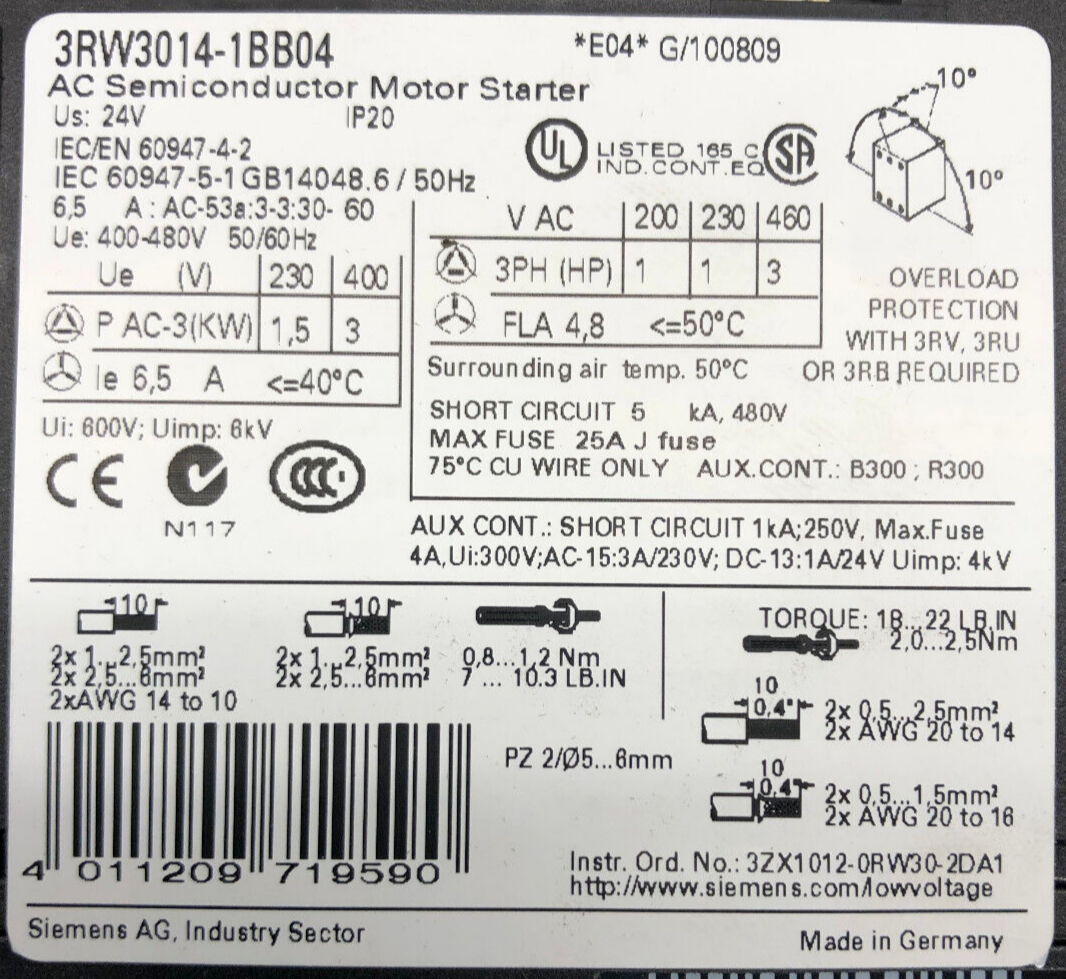 3RW3014-1BB04
*E04* G/100809
AC Semiconductor Motor Starter
Us: 24V IP20
IEC/EN 60947-4-2
IEC 60947-5-1 GB14048.6 / 50Hz
6,5 A : AC-53a:3-3:30- 60
Ue: 400-480V 50/60Hz
Ue (V) 230 400
P AC-3(KW) 1,5 3
Ie 6,5 A <=40°C
Ui: 600V; Uimp: 6kV
CE
N117
CCC
UL LISTED 165 C
IND.CONT.EQ
SA
10°
10°
V AC 200 230 460
3PH (HP) 1 1 3
FLA 4,8 <=50°C
Surrounding air temp. 50°C
OVERLOAD
PROTECTION
WITH 3RV, 3RU
OR 3RB REQUIRED
SHORT CIRCUIT 5 kA, 480V
MAX FUSE 25A J fuse
75°C CU WIRE ONLY AUX.CONT.: B300 ; R300
AUX CONT.: SHORT CIRCUIT 1kA;250V, Max.Fuse
4A,Ui:300V;AC-15:3A/230V; DC-13:1A/24V Uimp: 4kV
10
2x 1...2,5mm²
2x 2,5...6mm²
2xAWG 14 to 10
10
2x 1...2,5mm²
2x 2,5...6mm²
0,8...1,2 Nm
7 ... 10.3 LB.IN
PZ 2/Ø5...6mm
TORQUE: 18...22 LB.IN
2,0...2,5Nm
10
0,4"
2x 0,5...2,5mm²
2x AWG 20 to 14
10
0,4"
2x 0,5...1,5mm²
2x AWG 20 to 16
4 011209 719590
Instr. Ord. No.: 3ZX1012-0RW30-2DA1
http://www.siemens.com/lowvoltage
Siemens AG, Industry Sector
Made in Germany